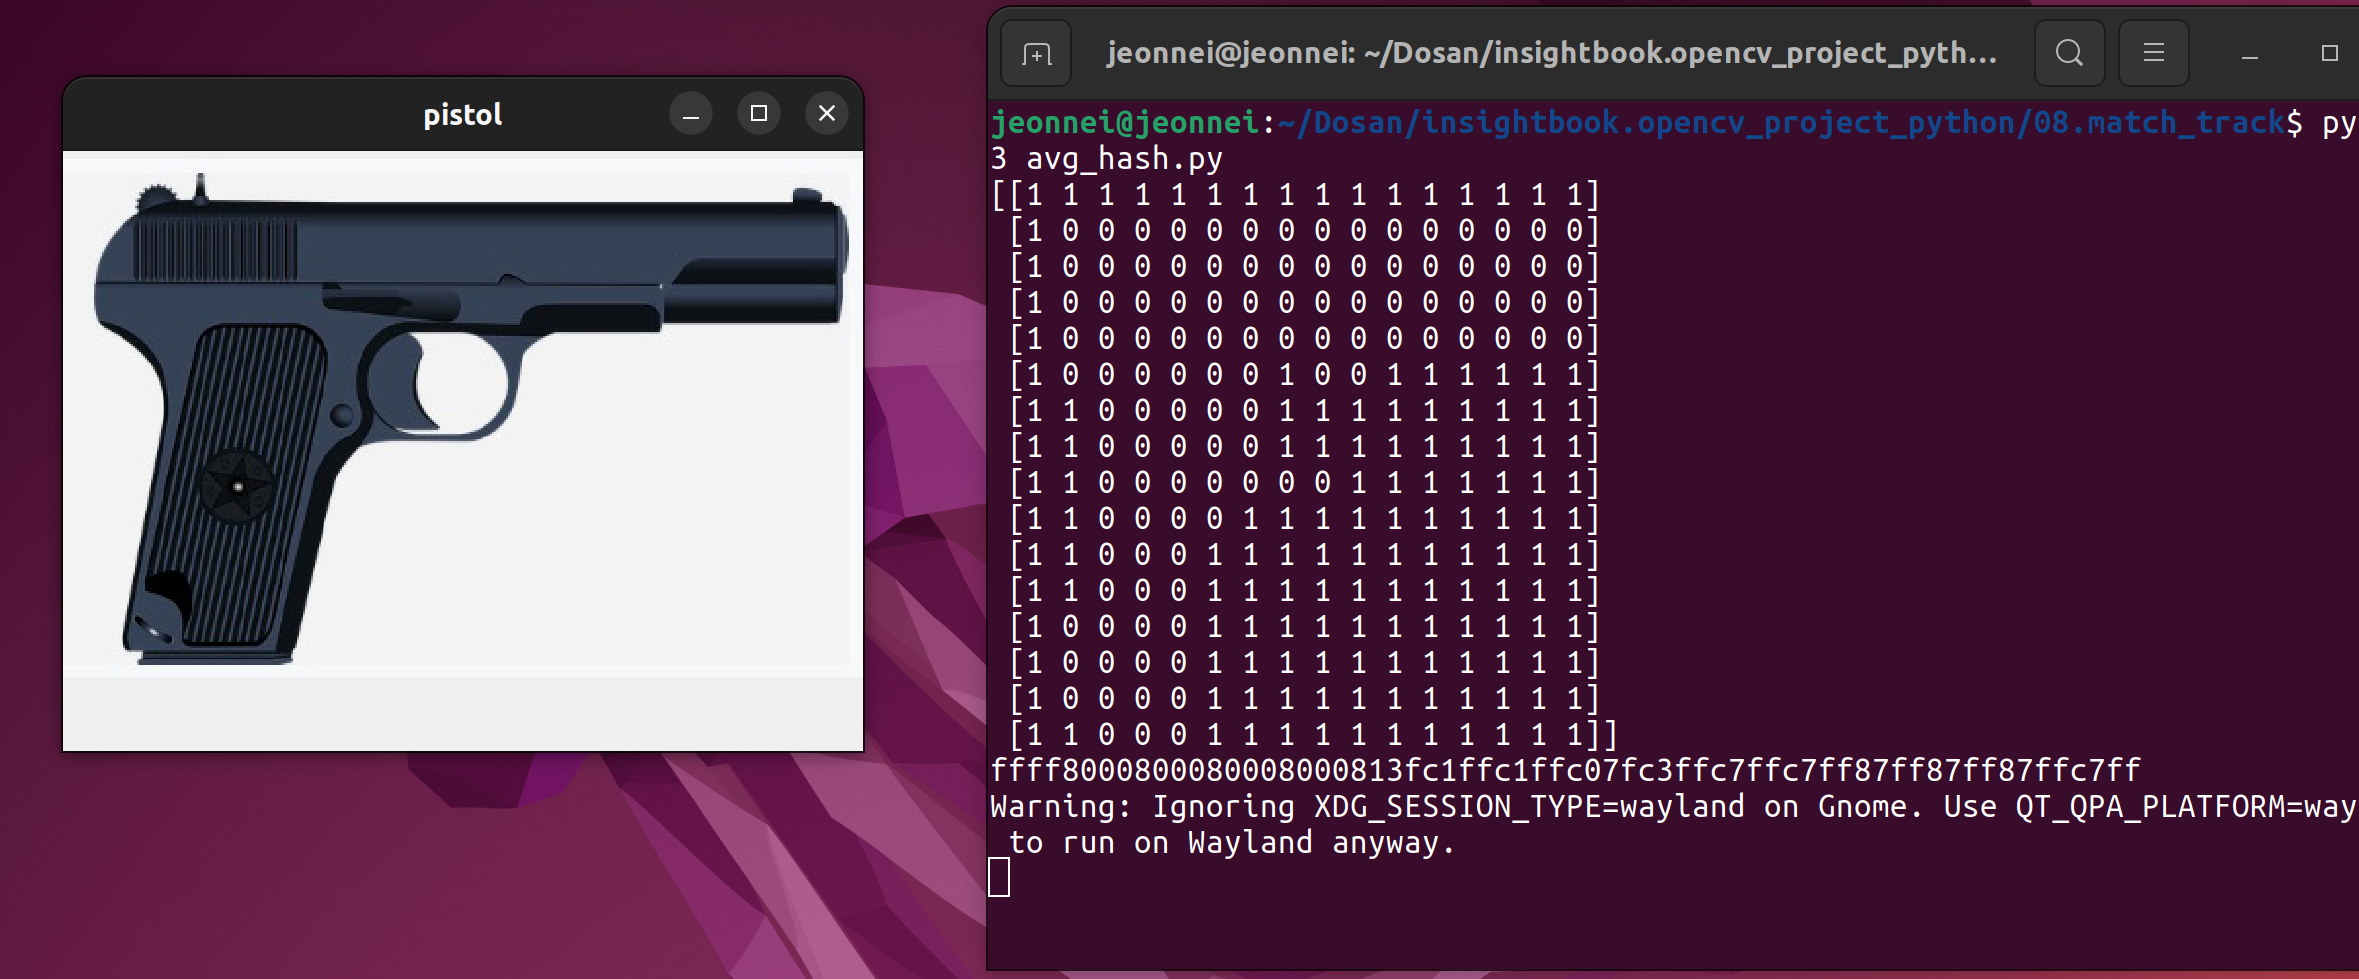 pistol
jeonnei@jeonnei: ~/Dosan/insightbook.opencv_project_pyth...
jeonnei@jeonnei:~/Dosan/insightbook.opencv_project_python/08.match_track$ py
3 avg_hash.py
[[1 1 1 1 1 1 1 1 1 1 1 1 1 1 1 1]
[1 0 0 0 0 0 0 0 0 0 0 0 0 0 0 0]
[1 0 0 0 0 0 0 0 0 0 0 0 0 0 0 0]
[1 0 0 0 0 0 0 0 0 0 0 0 0 0 0 0]
[1 0 0 0 0 0 0 0 0 0 0 0 0 0 0 0]
[1 0 0 0 0 0 0 1 0 0 1 1 1 1 1 1]
[1 1 0 0 0 0 0 1 1 1 1 1 1 1 1 1]
[1 1 0 0 0 0 0 1 1 1 1 1 1 1 1 1]
[1 1 0 0 0 0 0 0 0 1 1 1 1 1 1 1]
[1 1 0 0 0 0 1 1 1 1 1 1 1 1 1 1]
[1 1 0 0 0 1 1 1 1 1 1 1 1 1 1 1]
[1 1 0 0 0 1 1 1 1 1 1 1 1 1 1 1]
[1 0 0 0 0 1 1 1 1 1 1 1 1 1 1 1]
[1 0 0 0 0 1 1 1 1 1 1 1 1 1 1 1]
[1 0 0 0 0 1 1 1 1 1 1 1 1 1 1 1]
[1 1 0 0 0 1 1 1 1 1 1 1 1 1 1 1]]
ffff8000800080008000813fc1ffc1ffc07fc3ffc7ffc7ff87ff87ff87ffc7ff
Warning: Ignoring XDG_SESSION_TYPE=wayland on Gnome. Use QT_QPA_PLATFORM=way
to run on Wayland anyway.